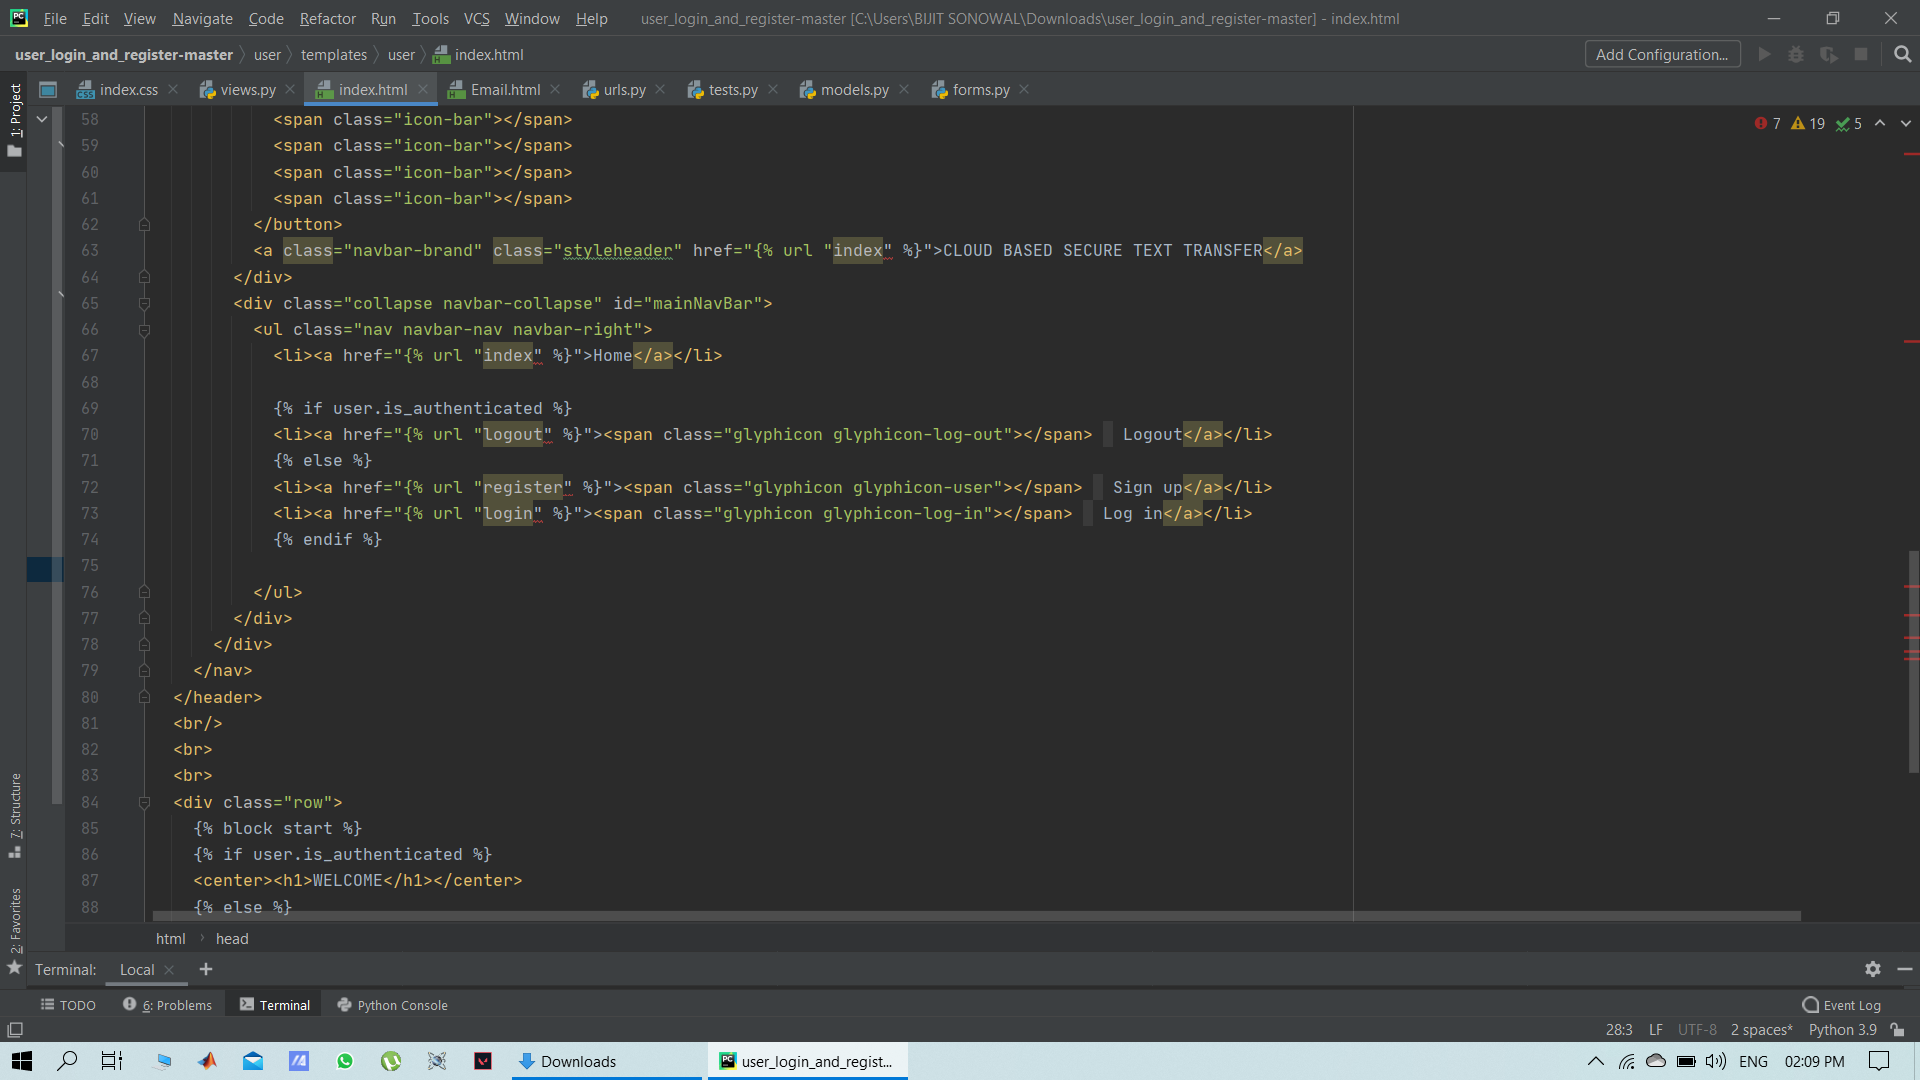 File Edit View Navigate Code Refactor Run Tools VCS Window Help user_login_and_register-master [C:\Users\BIJIT SONOWAL\Downloads\user_login_and_register-master] - index.html
user_login_and_register-master user templates user index.html Add Configuration...
1: Project
index.css views.py index.html Email.html urls.py tests.py models.py forms.py
7 19 5
58 <span class="icon-bar"></span>
59 <span class="icon-bar"></span>
60 <span class="icon-bar"></span>
61 <span class="icon-bar"></span>
62 </button>
63 <a class="navbar-brand" class="styleheader" href="{% url "index" %}">CLOUD BASED SECURE TEXT TRANSFER</a>
64 </div>
65 <div class="collapse navbar-collapse" id="mainNavBar">
66 <ul class="nav navbar-nav navbar-right">
67 <li><a href="{% url "index" %}">Home</a></li>
68
69 {% if user.is_authenticated %}
70 <li><a href="{% url "logout" %}"><span class="glyphicon glyphicon-log-out"></span>   Logout</a></li>
71 {% else %}
72 <li><a href="{% url "register" %}"><span class="glyphicon glyphicon-user"></span>   Sign up</a></li>
73 <li><a href="{% url "login" %}"><span class="glyphicon glyphicon-log-in"></span>   Log in</a></li>
74 {% endif %}
75
76 </ul>
77 </div>
78 </div>
79 </nav>
80 </header>
81 <br/>
82 <br>
83 <br>
84 <div class="row">
85 {% block start %}
86 {% if user.is_authenticated %}
87 <center><h1>WELCOME</h1></center>
88 {% else %}
7: Structure
2: Favorites
html head
Terminal: Local
TODO 6: Problems Terminal Python Console Event Log
28:3 LF UTF-8 2 spaces* Python 3.9
Downloads user_login_and_regist... ENG 02:09 PM